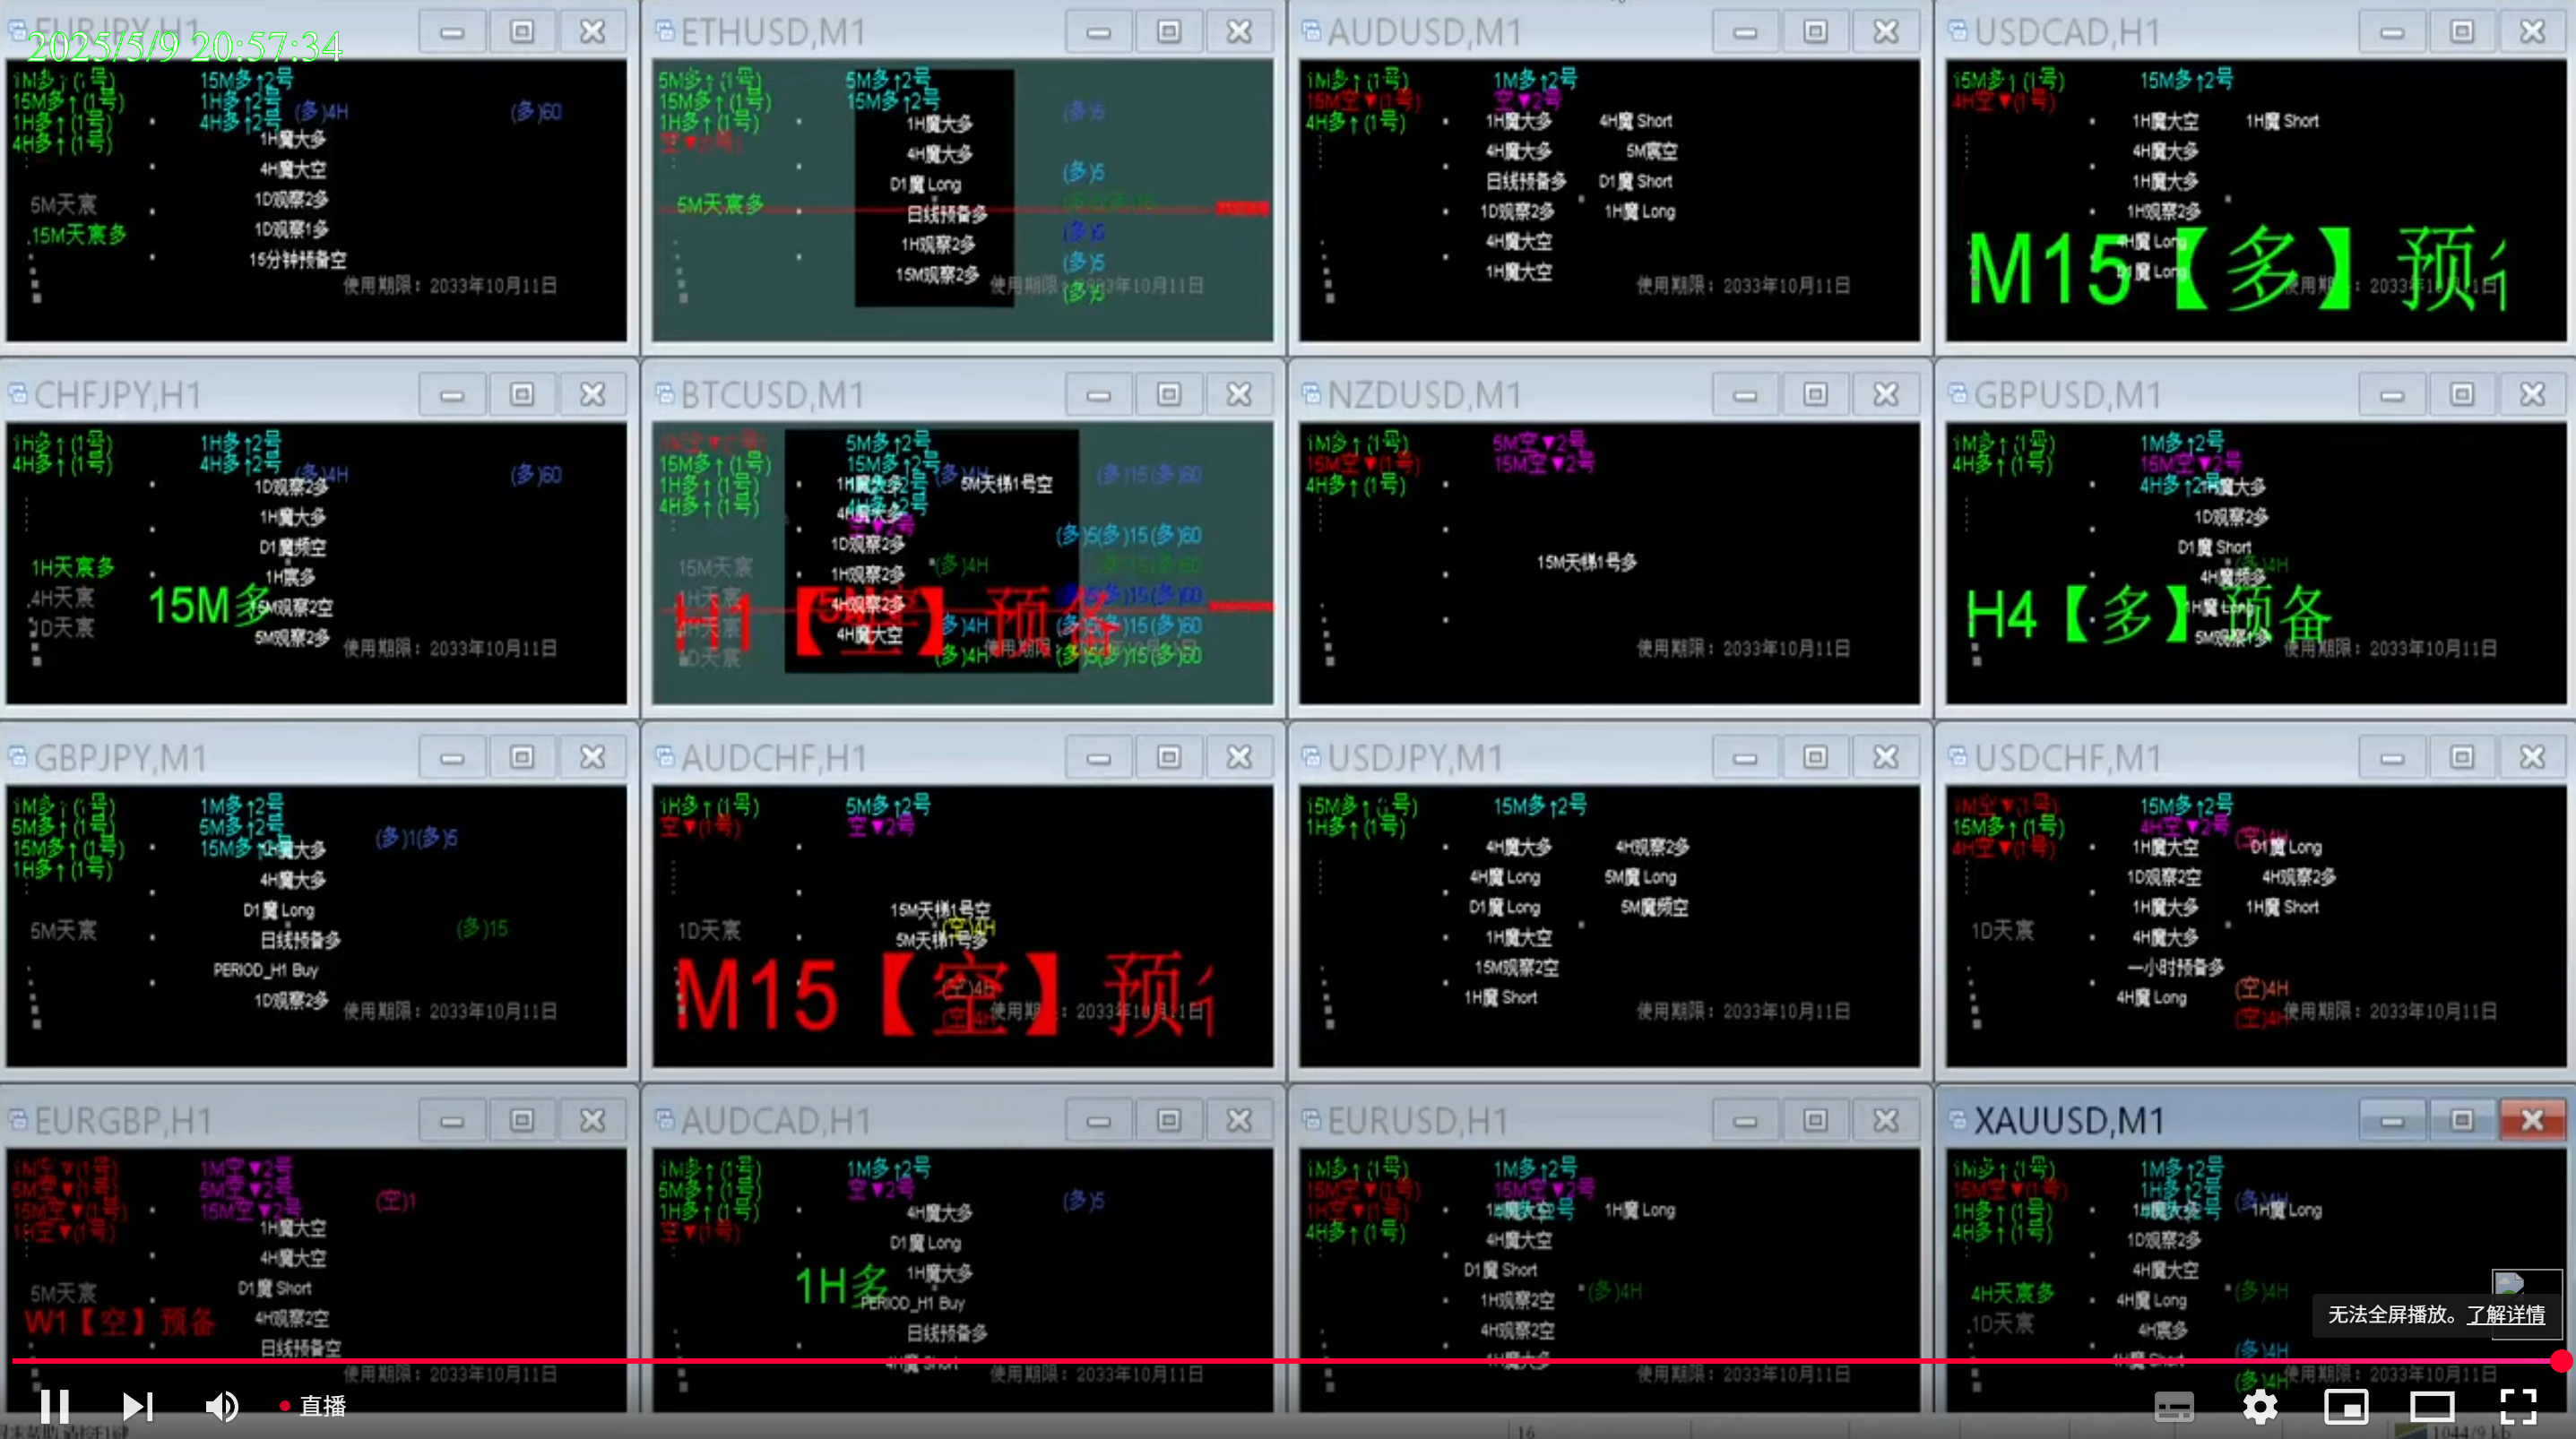 EURJPY,H1
2025/5/9 20:57:34
1M多↑(1号)
15M多↑(1号)
1H多↑(1号)
4H多↑(1号)
15M多↑2号
1H多↑2号
4H多↑2号
(多)4H
(多)60
1H魔大多
4H魔大空
1D观察2多
1D观察1多
15分钟预备空
5M天宸
15M天宸多
使用期限：2033年10月11日
ETHUSD,M1
5M多↑(1号)
15M多↑(1号)
1H多↑(1号)
空▼(1号)
5M多↑2号
15M多↑2号
1H魔大多
4H魔大多
D1魔 Long
日线预备多
1H观察2多
15M观察2多
5M天宸多
(多)5
(多)5
(多)5
(多)5
(多)5
使用期限：2033年10月11日
AUDUSD,M1
1M多↑(1号)
15M空▼(1号)
4H多↑(1号)
1M多↑2号
空▼2号
1H魔大多
4H魔大多
日线预备多
1D观察2多
4H魔大空
1H魔大空
4H魔 Short
5M宸空
D1魔 Short
1H魔 Long
使用期限：2033年10月11日
USDCAD,H1
15M多↑(1号)
4H空▼(1号)
15M多↑2号
1H魔大空
4H魔大多
1H魔大多
1H观察2多
4H魔 Long
D1魔 Long
1H魔 Short
M15【多】预
CHFJPY,H1
1H多↑(1号)
4H多↑(1号)
1H多↑2号
4H多↑2号
(多)4H
(多)60
1D观察2多
1H魔大多
D1魔频空
1H宸多
15M观察2空
5M观察2多
1H天宸多
4H天宸
1D天宸
15M多
使用期限：2033年10月11日
BTCUSD,M1
15M多↑(1号)
1H多↑(1号)
4H多↑(1号)
5M多↑2号
15M多↑2号
(多)4H
5M天梯1号空
(多)15(多)60
1H魔大多
4H魔大多
1D观察2多
1H观察2多
4H观察2多
4H魔大空
(多)5(多)15(多)60
(多)4H
15M天宸
1H天宸
4H天宸
1D天宸
H1【空】预备
(多)5(多)15(多)60
(多)4H
(多)5(多)15(多)60
(多)4H
(多)5(多)15(多)60
NZDUSD,M1
1M多↑(1号)
15M空▼(1号)
4H多↑(1号)
5M空▼2号
15M空▼2号
15M天梯1号多
使用期限：2033年10月11日
GBPUSD,M1
1M多↑(1号)
4H多↑(1号)
1M多↑2号
15M空▼2号
4H多↑2号
1H魔大多
1D观察2多
D1魔 Short
4H魔频多
1H魔 Long
5M观察1多
(多)4H
H4【多】预备
使用期限：2033年10月11日
GBPJPY,M1
1M多↑(1号)
5M多↑(1号)
15M多↑(1号)
1H多↑(1号)
1M多↑2号
5M多↑2号
15M多↑2号
(多)1(多)5
4H魔大多
D1魔 Long
日线预备多
PERIOD_H1 Buy
1D观察2多
(多)15
5M天宸
使用期限：2033年10月11日
AUDCHF,H1
1H多↑(1号)
空▼(1号)
5M多↑2号
空▼2号
15M天梯1号空
5M天梯1号多
(空)4H
(空)4H
(空)4H
1D天宸
M15【空】预
USDJPY,M1
15M多↑(1号)
1H多↑(1号)
15M多↑2号
4H魔大多
4H魔 Long
D1魔 Long
1H魔大空
15M观察2空
1H魔 Short
4H观察2多
5M魔 Long
5M魔频空
使用期限：2033年10月11日
USDCHF,M1
1M空▼(1号)
15M多↑(1号)
4H空▼(1号)
15M多↑2号
4H空▼2号
(空)4H
1H魔大空
1D观察2空
1H魔大多
4H魔大多
一小时预备多
4H魔 Long
D1魔 Long
4H观察2多
1H魔 Short
1D天宸
(空)4H
(空)4H
使用期限：2033年10月11日
EURGBP,H1
1M空▼(1号)
5M空▼(1号)
15M空▼(1号)
1H空▼(1号)
1M空▼2号
5M空▼2号
15M空▼2号
(空)1
1H魔大空
4H魔大空
D1魔 Short
4H观察2空
日线预备空
5M天宸
W1【空】预备
使用期限：2033年10月11日
AUDCAD,H1
1M多↑(1号)
5M多↑(1号)
1H多↑(1号)
空▼(1号)
1M多↑2号
空▼2号
(多)5
4H魔大多
D1魔 Long
1H魔大多
PERIOD_H1 Buy
日线预备多
4H魔 Short
1H多
使用期限：2033年10月11日
EURUSD,H1
1M多↑(1号)
15M空▼(1号)
1H空▼(1号)
4H多↑(1号)
1M多↑2号
15M空▼2号
4H魔大空
D1魔 Short
1H观察2空
4H观察2空
1H魔大多
1H魔 Long
(多)4H
使用期限：2033年10月11日
XAUUSD,M1
1M多↑(1号)
15M空▼(1号)
1H多↑(1号)
4H多↑(1号)
1M多↑2号
1H多↑2号
(多)4H
1H魔 Long
1D观察2多
4H魔大空
4H魔 Long
4H宸多
4H魔 Short
4H天宸多
1D天宸
(多)4H
(多)4H
(多)4H
使用期限：2033年10月11日
无法全屏播放。了解详情
直播
16
1044/9 kb